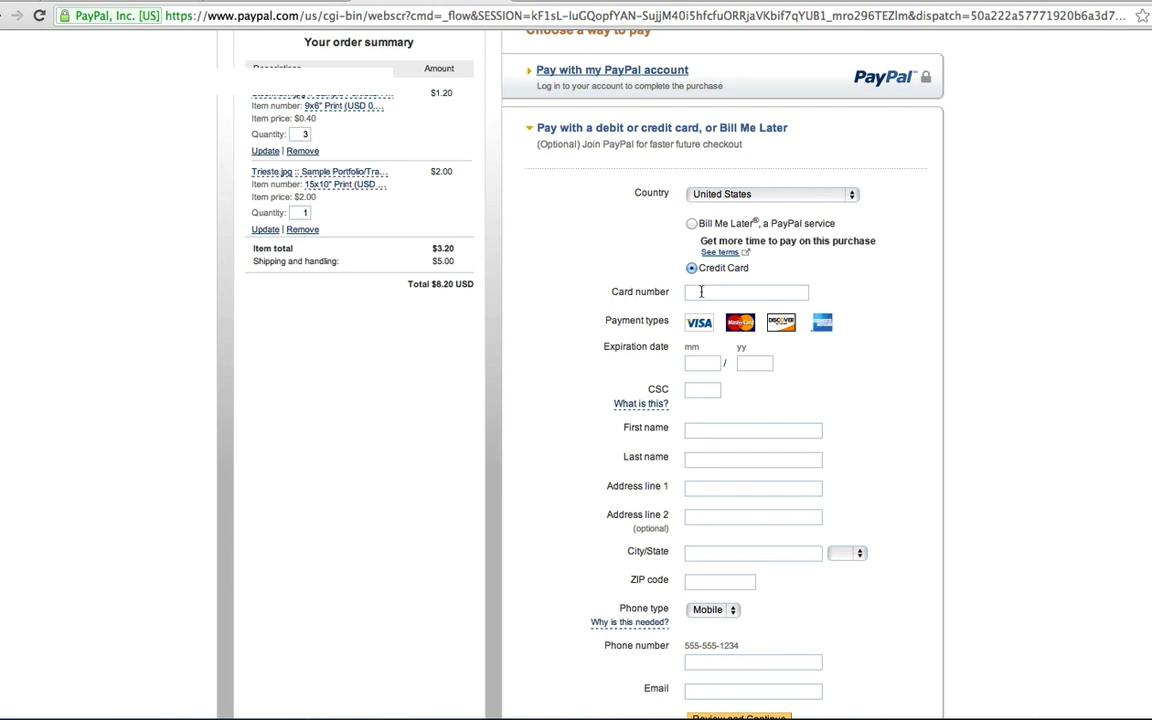 PayPal, Inc. [US] https://www.paypal.com/us/cgi-bin/webscr?cmd=_flow&SESSION=kF1sL-IuGQopfYAN-SujjM40i5hfcfuORRjaVKbif7qYUB1_mro296TEZlm&dispatch=50a222a57771920b6a3d7...
Your order summary
Descriptions Amount
$1.20
Item number: 9x6" Print (USD 0....
Item price: $0.40
Quantity: 3
Update | Remove
Trieste.jpg :: Sample Portfolio/Tra... $2.00
Item number: 15x10" Print (USD ...
Item price: $2.00
Quantity: 1
Update | Remove
Item total $3.20
Shipping and handling: $5.00
Total $8.20 USD
Choose a way to pay
Pay with my PayPal account
Log in to your account to complete the purchase
PayPal
Pay with a debit or credit card, or Bill Me Later
(Optional) Join PayPal for faster future checkout
Country United States
Bill Me Later®, a PayPal service
Get more time to pay on this purchase
See terms
Credit Card
Card number
Payment types VISA MasterCard DISCOVER
Expiration date mm yy
/
CSC
What is this?
First name
Last name
Address line 1
Address line 2
(optional)
City/State
ZIP code
Phone type Mobile
Why is this needed?
Phone number 555-555-1234
Email
Review and Continue